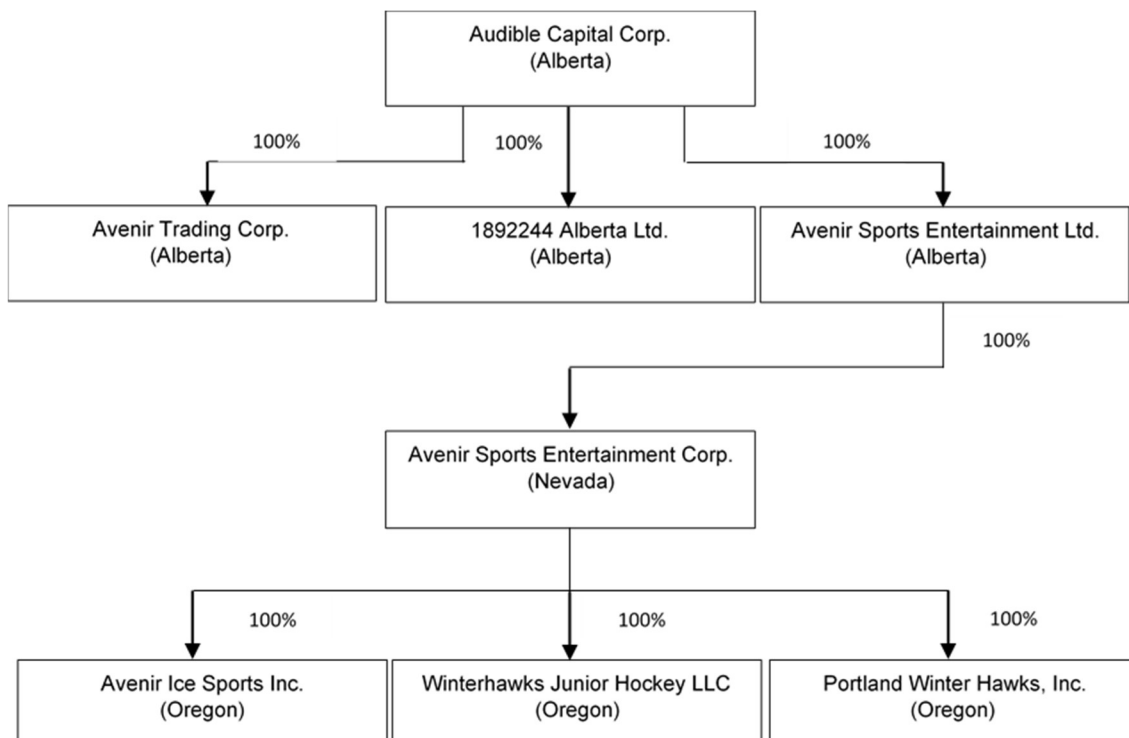 Audible Capital Corp.
(Alberta)
100%
100%
100%
Avenir Trading Corp.
(Alberta)
1892244 Alberta Ltd.
(Alberta)
Avenir Sports Entertainment Ltd.
(Alberta)
100%
Avenir Sports Entertainment Corp.
(Nevada)
100%
100%
100%
Avenir Ice Sports Inc.
(Oregon)
Winterhawks Junior Hockey LLC
(Oregon)
Portland Winter Hawks, Inc.
(Oregon)